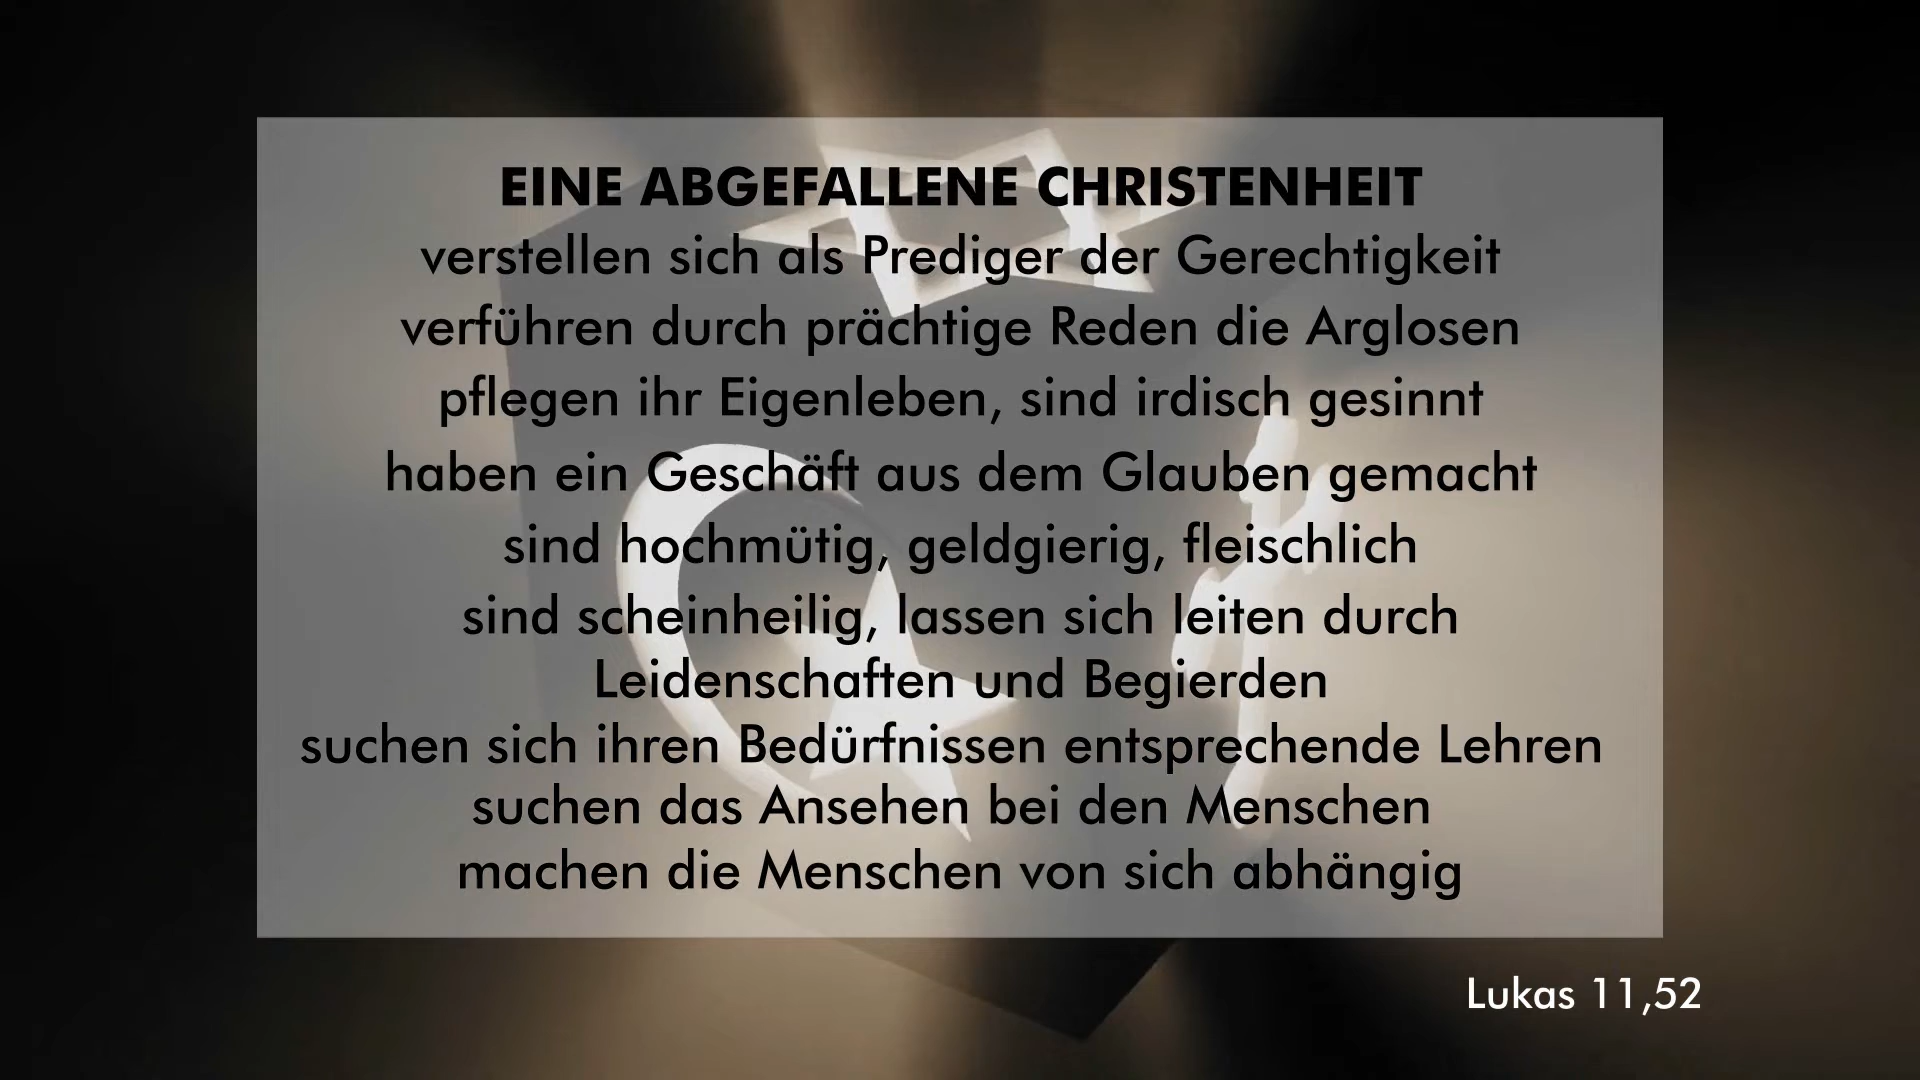 EINE ABGEFALLENE CHRISTENHEIT
verstellen sich als Prediger der Gerechtigkeit
verführen durch prächtige Reden die Arglosen
pflegen ihr Eigenleben, sind irdisch gesinnt
haben ein Geschäft aus dem Glauben gemacht
sind hochmütig, geldgierig, fleischlich
sind scheinheilig, lassen sich leiten durch
Leidenschaften und Begierden
suchen sich ihren Bedürfnissen entsprechende Lehren
suchen das Ansehen bei den Menschen
machen die Menschen von sich abhängig
Lukas 11,52